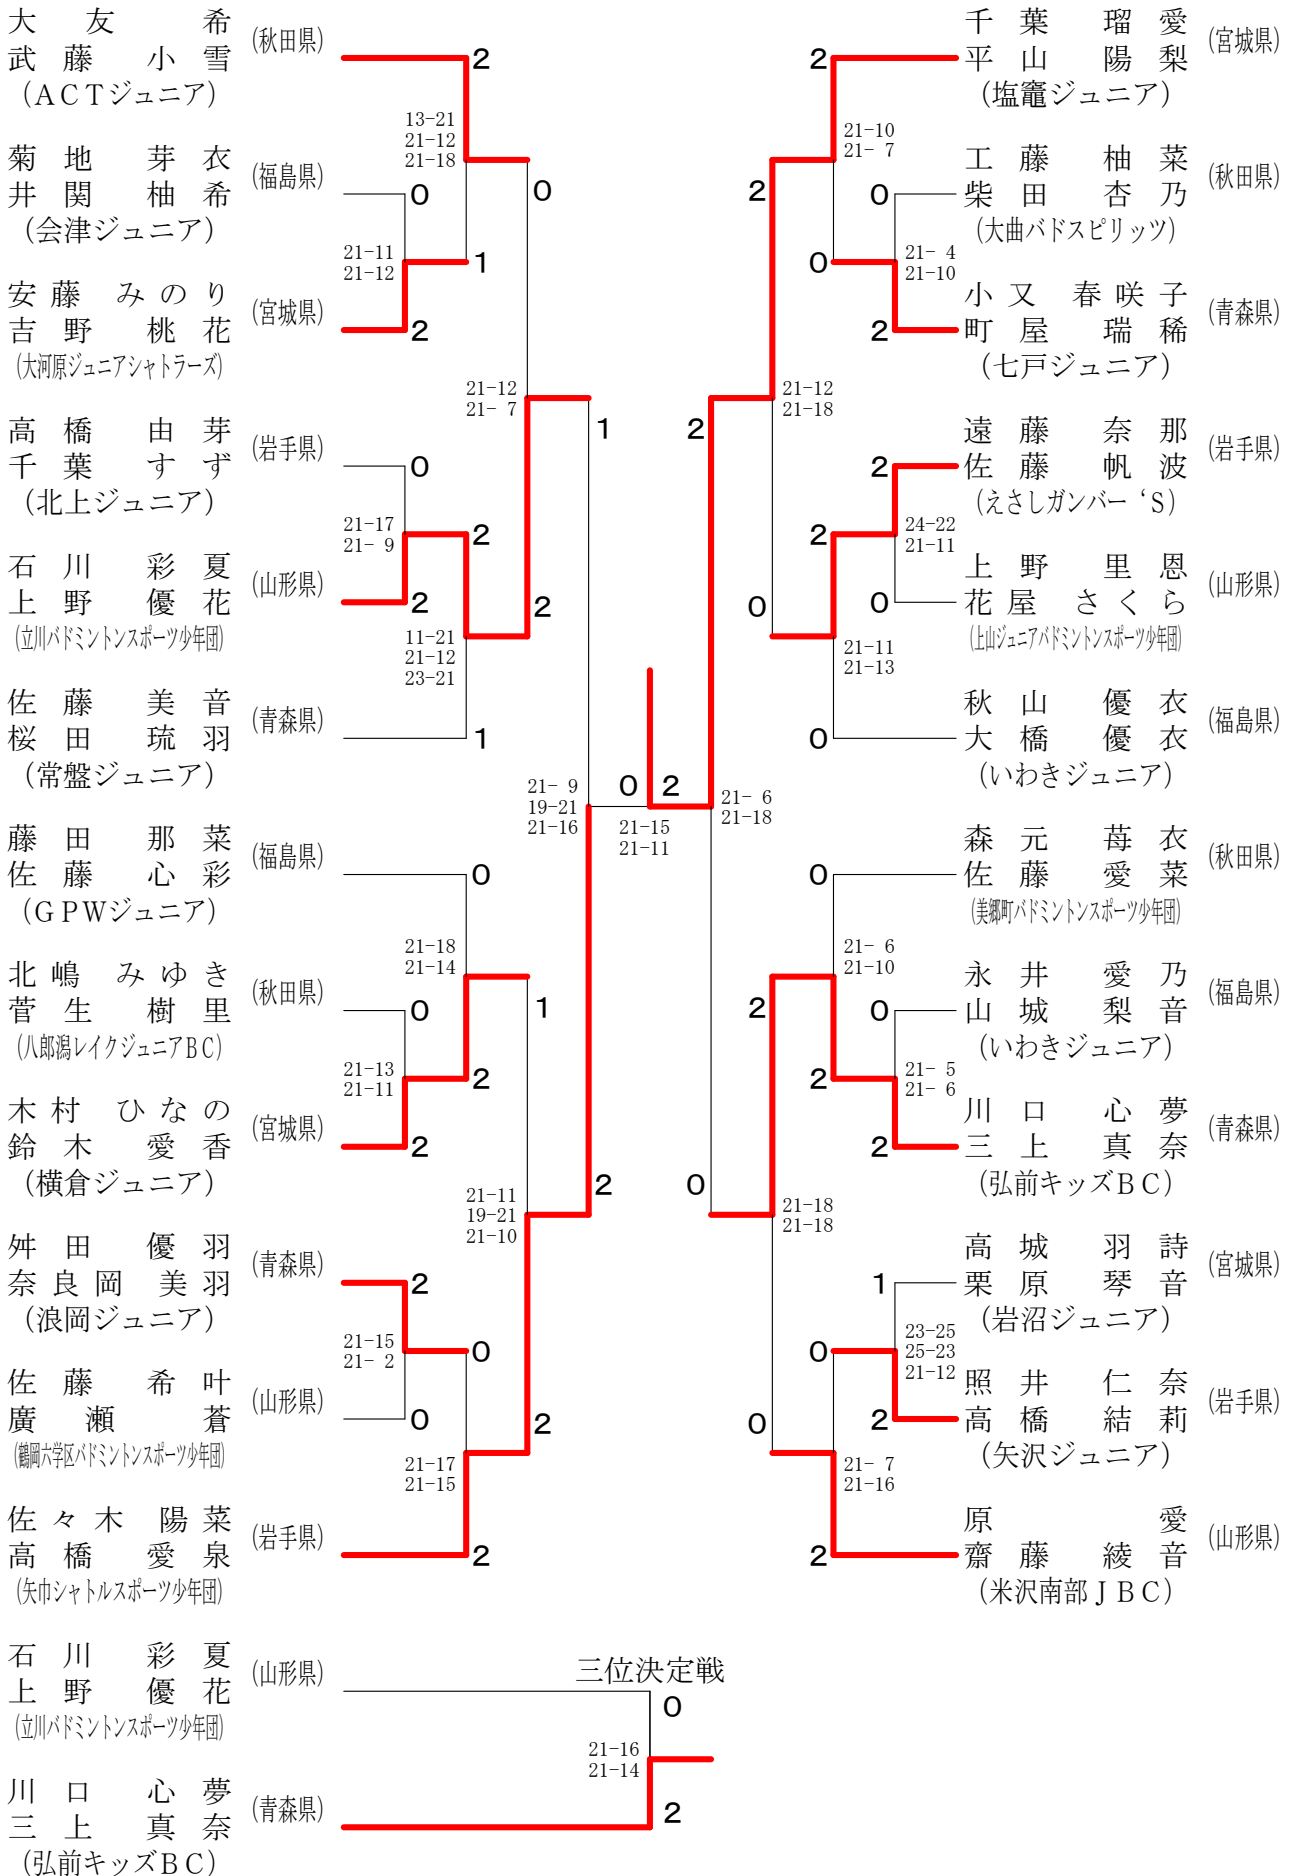 大友 希
武藤 小雪
(秋田県)
(ACTジュニア)
2
13-21
21-12
21-18
菊地 芽衣
井関 柚希
(福島県)
(会津ジュニア)
0
0
21-11
21-12
1
安藤 みのり
吉野 桃花
(宮城県)
(大河原ジュニアシャトラーズ)
2
21-12
21- 7
1
高橋 由芽
千葉 すず
(岩手県)
(北上ジュニア)
0
21-17
21- 9
2
石川 彩夏
上野 優花
(山形県)
(立川バドミントンスポーツ少年団)
2
2
11-21
21-12
23-21
佐藤 美音
桜田 琉羽
(青森県)
(常盤ジュニア)
1
21- 9
19-21
21-16
0
2
21-15
21-11
藤田 那菜
佐藤 心彩
(福島県)
(GPWジュニア)
0
21-18
21-14
北嶋 みゆき
菅生 樹里
(秋田県)
(八郎潟レイクジュニアBC)
0
1
21-13
21-11
2
木村 ひなの
鈴木 愛香
(宮城県)
(横倉ジュニア)
2
21-11
19-21
21-10
2
舛田 優羽
奈良岡 美羽
(青森県)
(浪岡ジュニア)
2
21-15
21- 2
0
佐藤 希叶
廣瀬 蒼
(山形県)
(鶴岡六学区バドミントンスポーツ少年団)
0
2
21-17
21-15
佐々木 陽菜
高橋 愛泉
(岩手県)
(矢巾シャトルスポーツ少年団)
2
千葉 瑠愛
平山 陽梨
(宮城県)
(塩竈ジュニア)
2
21-10
21- 7
工藤 柚菜
柴田 杏乃
(秋田県)
(大曲バドスピリッツ)
2
0
21- 4
21-10
0
小又 春咲子
町屋 瑞稀
(青森県)
(七戸ジュニア)
2
21-12
21-18
2
遠藤 奈那
佐藤 帆波
(岩手県)
(えさしガンバー‘S)
2
24-22
21-11
2
上野 里恩
花屋 さくら
(山形県)
(上山ジュニアバドミントンスポーツ少年団)
0
0
21-11
21-13
秋山 優衣
大橋 優衣
(福島県)
(いわきジュニア)
0
21- 6
21-18
森元 苺衣
佐藤 愛菜
(秋田県)
(美郷町バドミントンスポーツ少年団)
0
21- 6
21-10
永井 愛乃
山城 梨音
(福島県)
(いわきジュニア)
2
0
21- 5
21- 6
2
川口 心夢
三上 真奈
(青森県)
(弘前キッズBC)
2
0
21-18
21-18
高城 羽詩
栗原 琴音
(宮城県)
(岩沼ジュニア)
1
23-25
25-23
21-12
0
照井 仁奈
高橋 結莉
(岩手県)
(矢沢ジュニア)
0
2
21- 7
21-16
原 愛
齋藤 綾音
(山形県)
(米沢南部JBC)
2
三位決定戦
石川 彩夏
上野 優花
(山形県)
(立川バドミントンスポーツ少年団)
0
21-16
21-14
川口 心夢
三上 真奈
(青森県)
(弘前キッズBC)
2